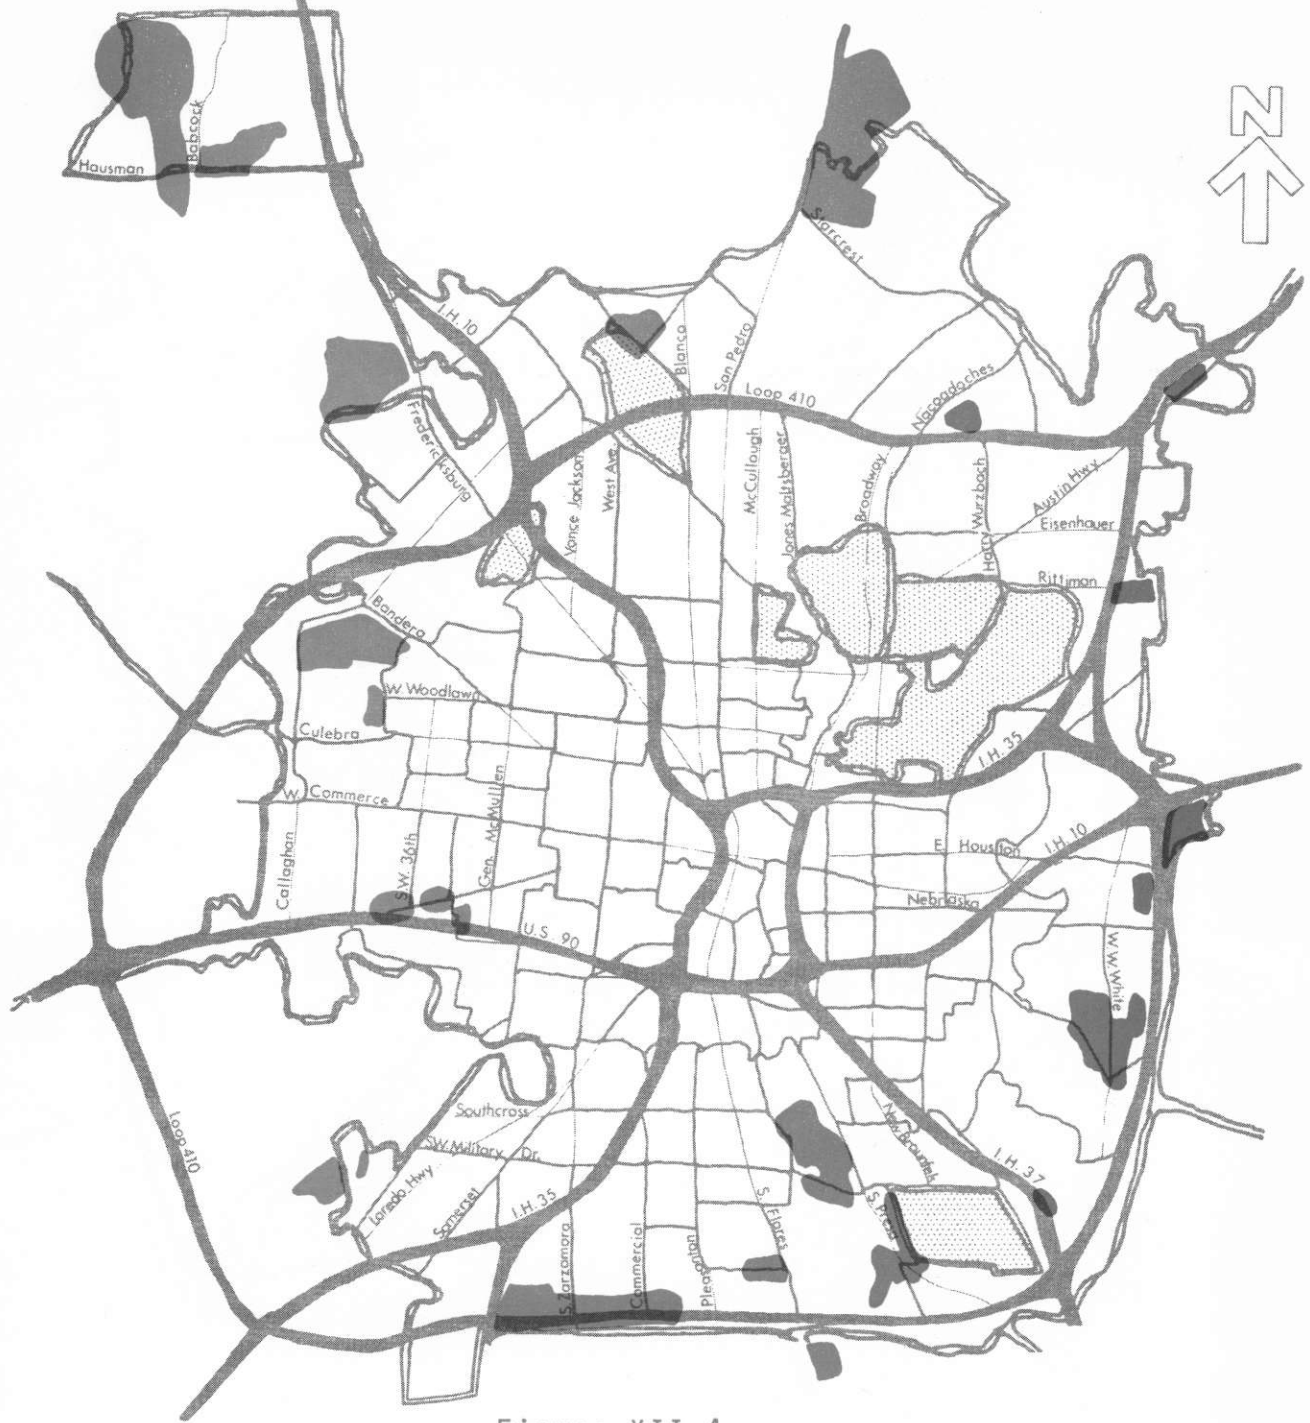 N
Hausman
Babcock
Starcrest
I.H. 10
Blanco
San Pedro
Loop 410
Nacogdoches
Fredericksburg
Vance Jackson
West Ave.
McCullough
Jones Maltsberger
Broadway
Harry Wurzbach
Austin Hwy
Eisenhauer
Rittiman
Bandera
W. Woodlawn
Culebra
I.H. 35
W. Commerce
Callaghan
S.W. 36th
Gen. McMullen
E. Houston
I.H. 10
Nebraska
U.S. 90
W.W. White
Loop 410
Southcross
SW. Military Dr.
New Braunfels
I.H. 37
Laredo Hwy
Somerset
I.H. 35
S. Zarzamora
Commercial
Pleasanton
S. Flores
S. Presa